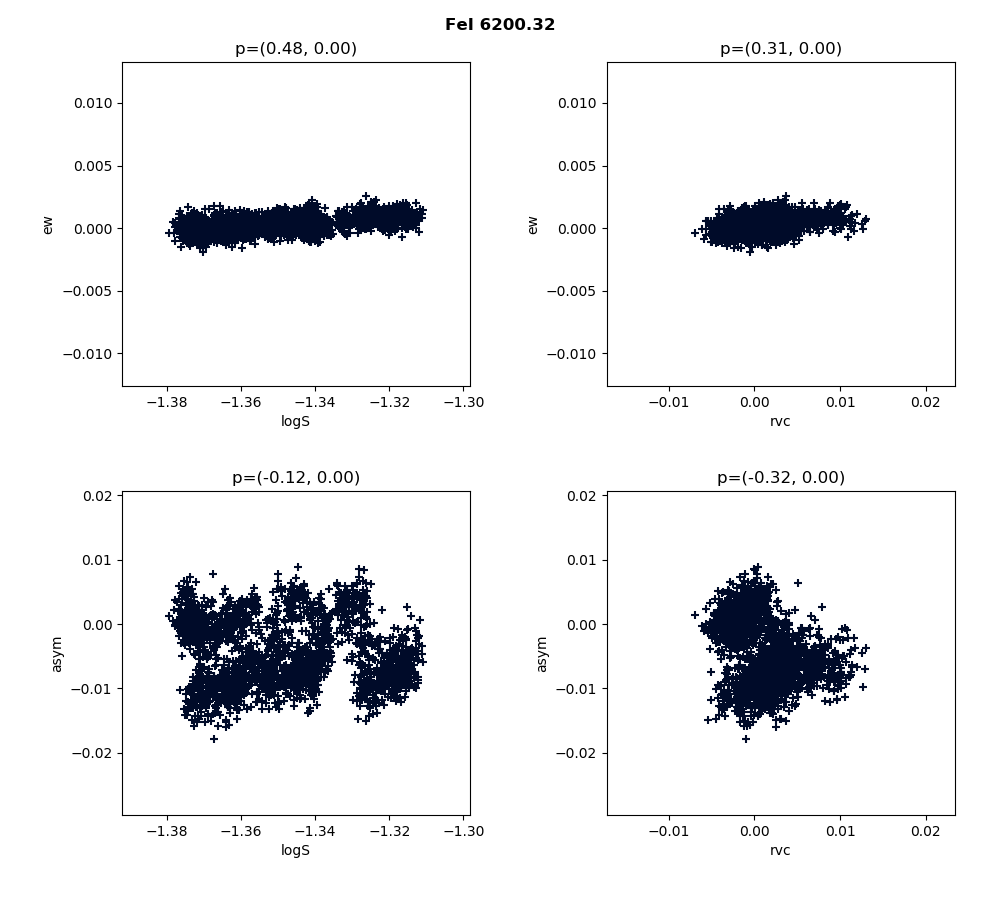 FeI 6200.32
p=(0.48, 0.00)
p=(0.31, 0.00)
0.010
0.005
0.000
−0.005
−0.010
ew
−1.38 −1.36 −1.34 −1.32 −1.30
logS
0.010
0.005
0.000
−0.005
−0.010
ew
−0.01 0.00 0.01 0.02
rvc
p=(-0.12, 0.00)
p=(-0.32, 0.00)
0.02
0.01
0.00
−0.01
−0.02
asym
−1.38 −1.36 −1.34 −1.32 −1.30
logS
0.02
0.01
0.00
−0.01
−0.02
asym
−0.01 0.00 0.01 0.02
rvc